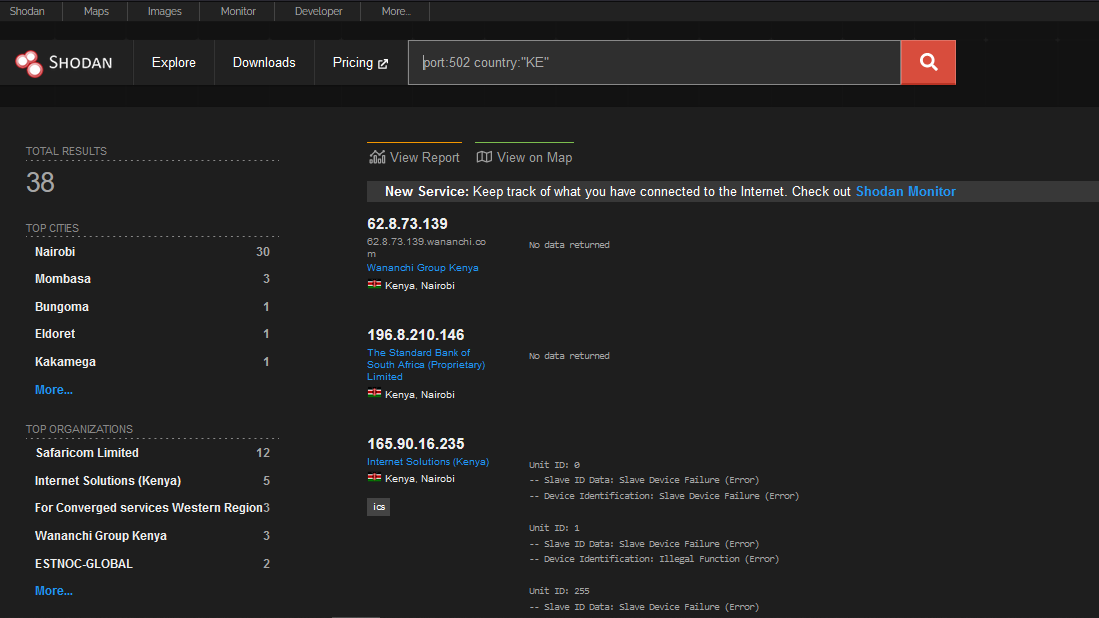 Shodan Maps Images Monitor Developer More...
SHODAN Explore Downloads Pricing port:502 country:"KE"
TOTAL RESULTS
38
TOP CITIES
Nairobi 30
Mombasa 3
Bungoma 1
Eldoret 1
Kakamega 1
More...
TOP ORGANIZATIONS
Safaricom Limited 12
Internet Solutions (Kenya) 5
For Converged services Western Region 3
Wananchi Group Kenya 3
ESTNOC-GLOBAL 2
More...
View Report View on Map
New Service: Keep track of what you have connected to the Internet. Check out Shodan Monitor
62.8.73.139
62.8.73.139.wananchi.co
m
Wananchi Group Kenya
Kenya, Nairobi
No data returned
196.8.210.146
The Standard Bank of
South Africa (Proprietary)
Limited
Kenya, Nairobi
No data returned
165.90.16.235
Internet Solutions (Kenya)
Kenya, Nairobi
ics
Unit ID: 0
-- Slave ID Data: Slave Device Failure (Error)
-- Device Identification: Slave Device Failure (Error)
Unit ID: 1
-- Slave ID Data: Slave Device Failure (Error)
-- Device Identification: Illegal Function (Error)
Unit ID: 255
-- Slave ID Data: Slave Device Failure (Error)